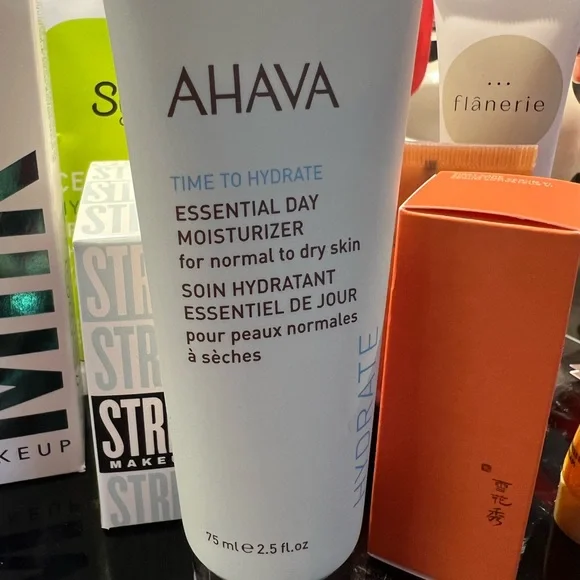 AHAVA
TIME TO HYDRATE
ESSENTIAL DAY
MOISTURIZER
for normal to dry skin
SOIN HYDRATANT
ESSENTIEL DE JOUR
pour peaux normales
à sèches
HYDRATE
75 ml e 2.5 fl.oz
flânerie
MILK
KEUP
STR
STR
STR
MAKE
STR
雪花秀